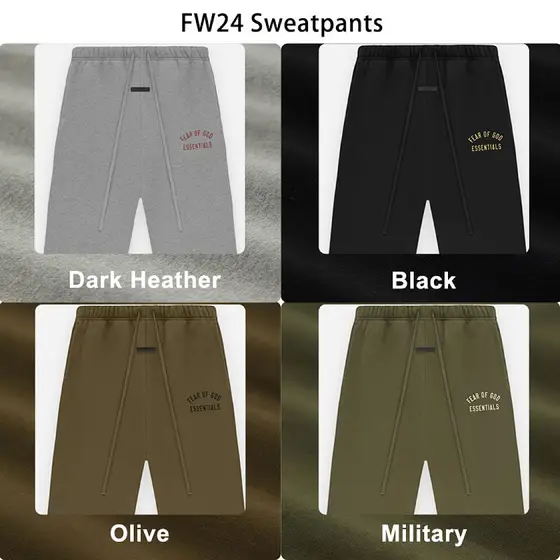 FW24 Sweatpants
FEAR OF GOD
ESSENTIALS
Dark Heather
FEAR OF GOD
ESSENTIALS
Black
FEAR OF GOD
ESSENTIALS
Olive
FEAR OF GOD
ESSENTIALS
Military